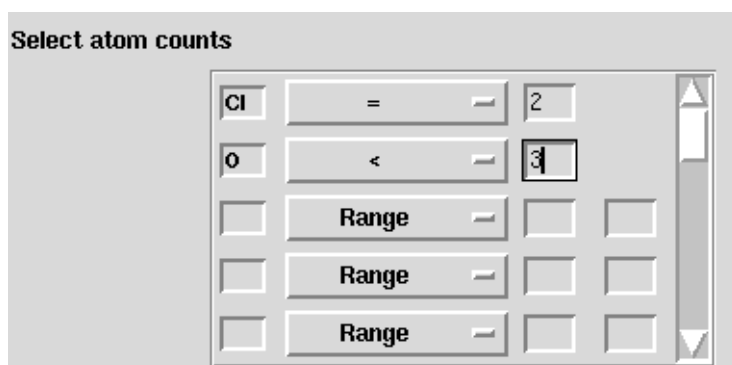 Select atom counts
Cl = 2
O < 3
Range
Range
Range